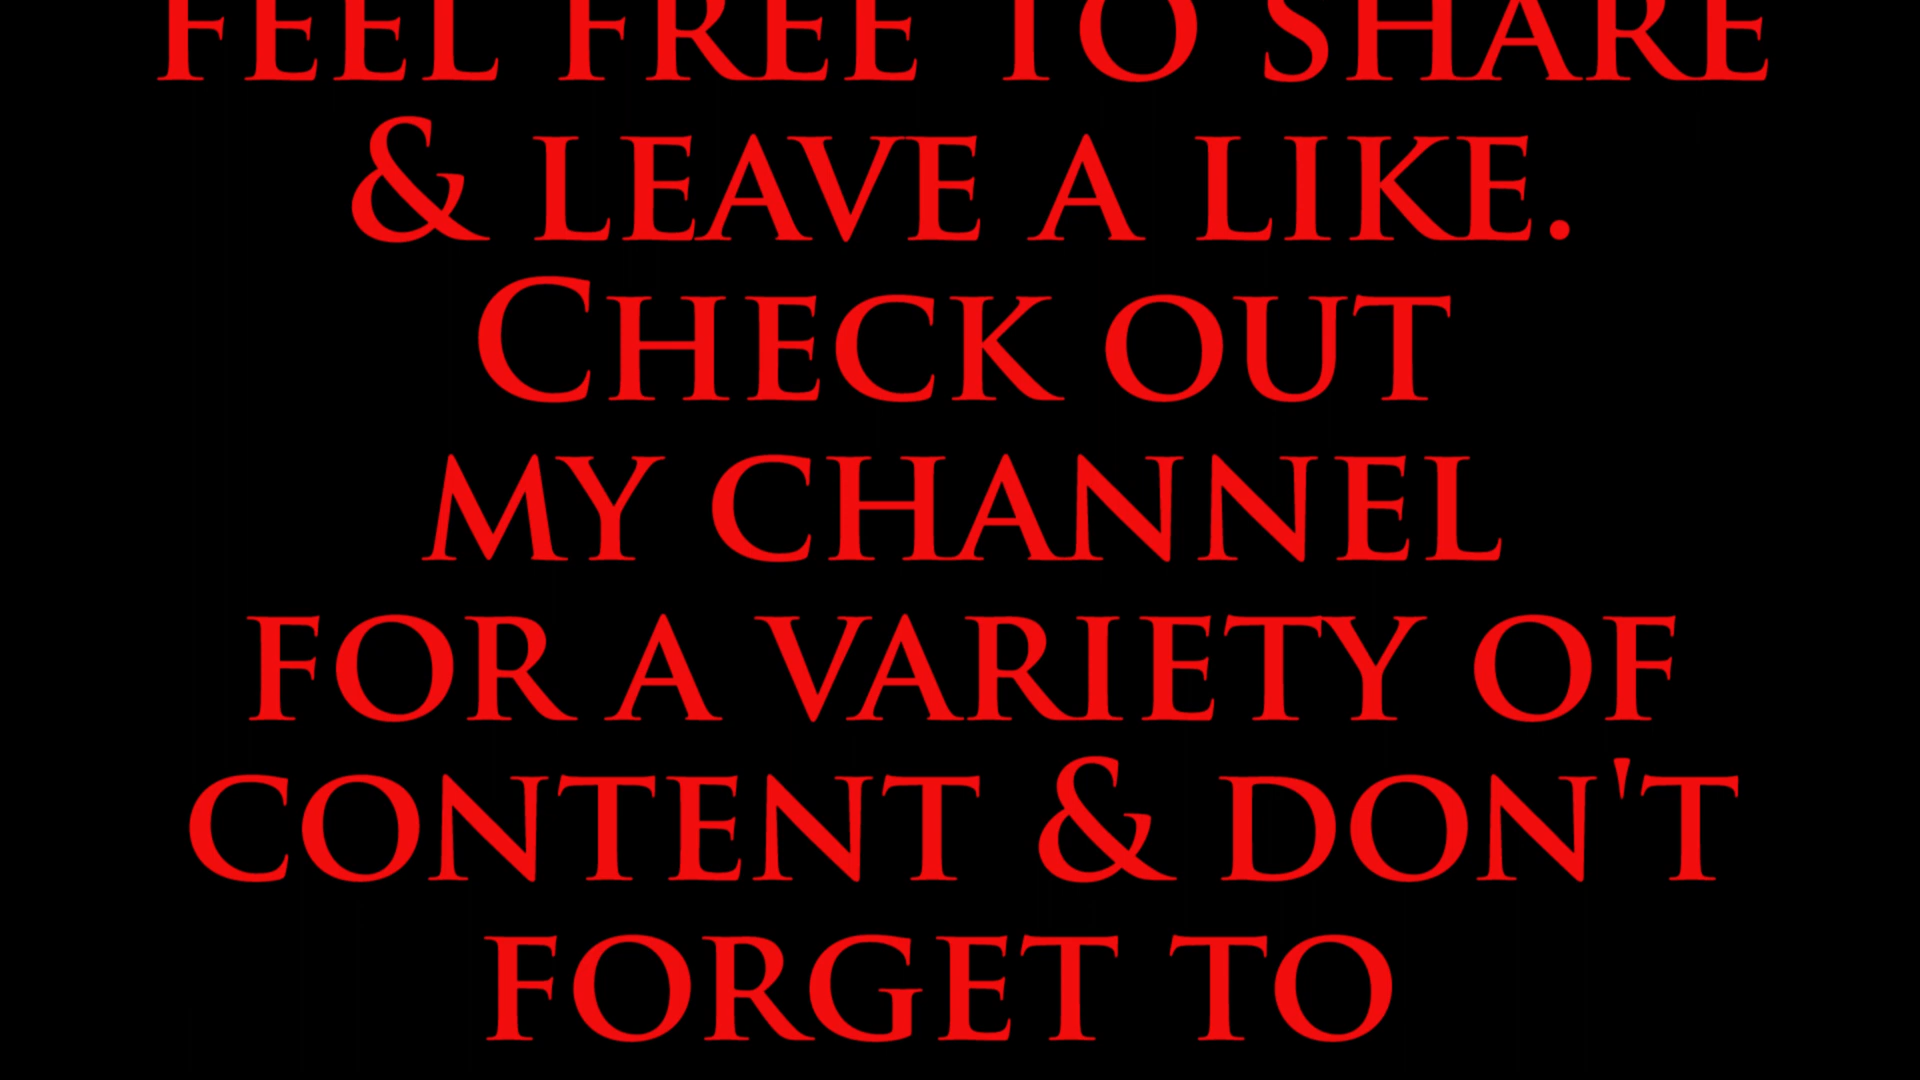 FEEL FREE TO SHARE
& LEAVE A LIKE.
CHECK OUT
MY CHANNEL
FOR A VARIETY OF
CONTENT & DON'T
FORGET TO